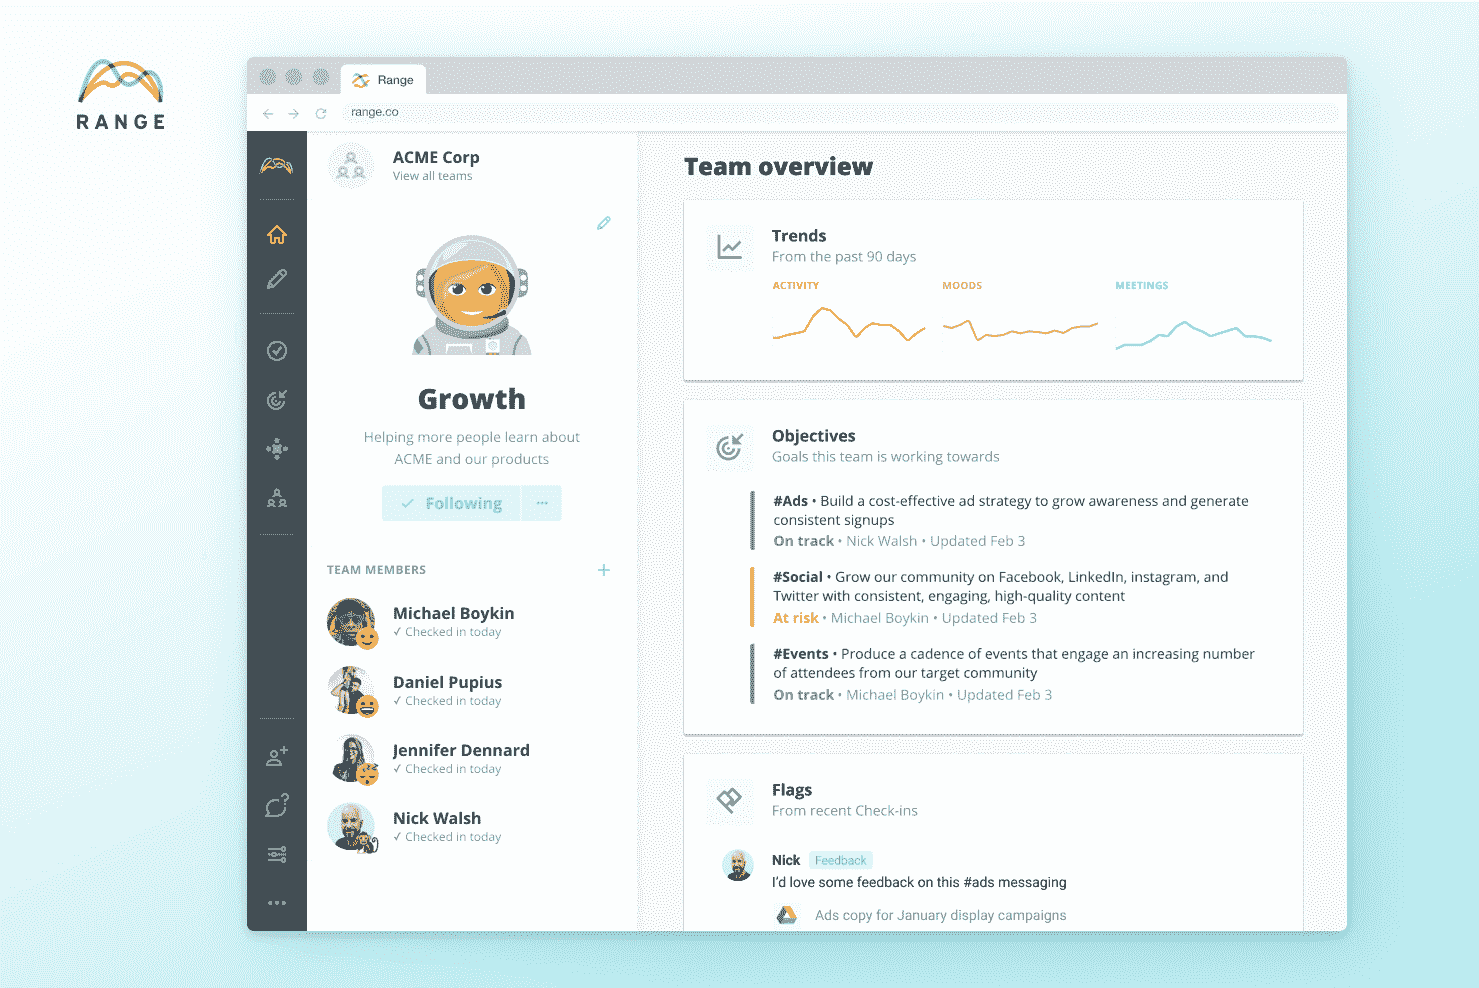 RANGE
Range
range.co
ACME Corp
View all teams
Growth
Helping more people learn about
ACME and our products
✓ Following ...
TEAM MEMBERS +
Michael Boykin
✓ Checked in today
Daniel Pupius
✓ Checked in today
Jennifer Dennard
✓ Checked in today
Nick Walsh
✓ Checked in today
Team overview
Trends
From the past 90 days
ACTIVITY MOODS MEETINGS
Objectives
Goals this team is working towards
#Ads • Build a cost-effective ad strategy to grow awareness and generate
consistent signups
On track • Nick Walsh • Updated Feb 3
#Social • Grow our community on Facebook, LinkedIn, instagram, and
Twitter with consistent, engaging, high-quality content
At risk • Michael Boykin • Updated Feb 3
#Events • Produce a cadence of events that engage an increasing number
of attendees from our target community
On track • Michael Boykin • Updated Feb 3
Flags
From recent Check-ins
Nick Feedback
I'd love some feedback on this #ads messaging
Ads copy for January display campaigns